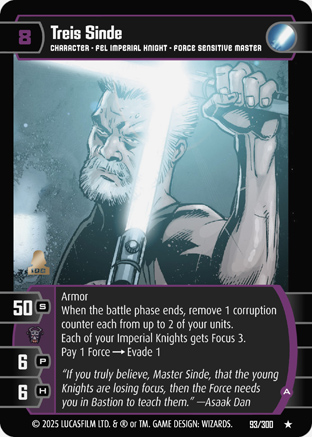 8
Treis Sinde
CHARACTER • FEL IMPERIAL KNIGHT • FORCE SENSITIVE MASTER
50 S
Armor
When the battle phase ends, remove 1 corruption
counter each from up to 2 of your units.
Each of your Imperial Knights gets Focus 3.
6 P
Pay 1 Force → Evade 1
6 H
"If you truly believe, Master Sinde, that the young
Knights are losing focus, then the Force needs
you in Bastion to teach them." —Asaak Dan
A
© 2025 LUCASFILM LTD. & ® OR TM. GAME DESIGN: WIZARDS.
93/300 ★